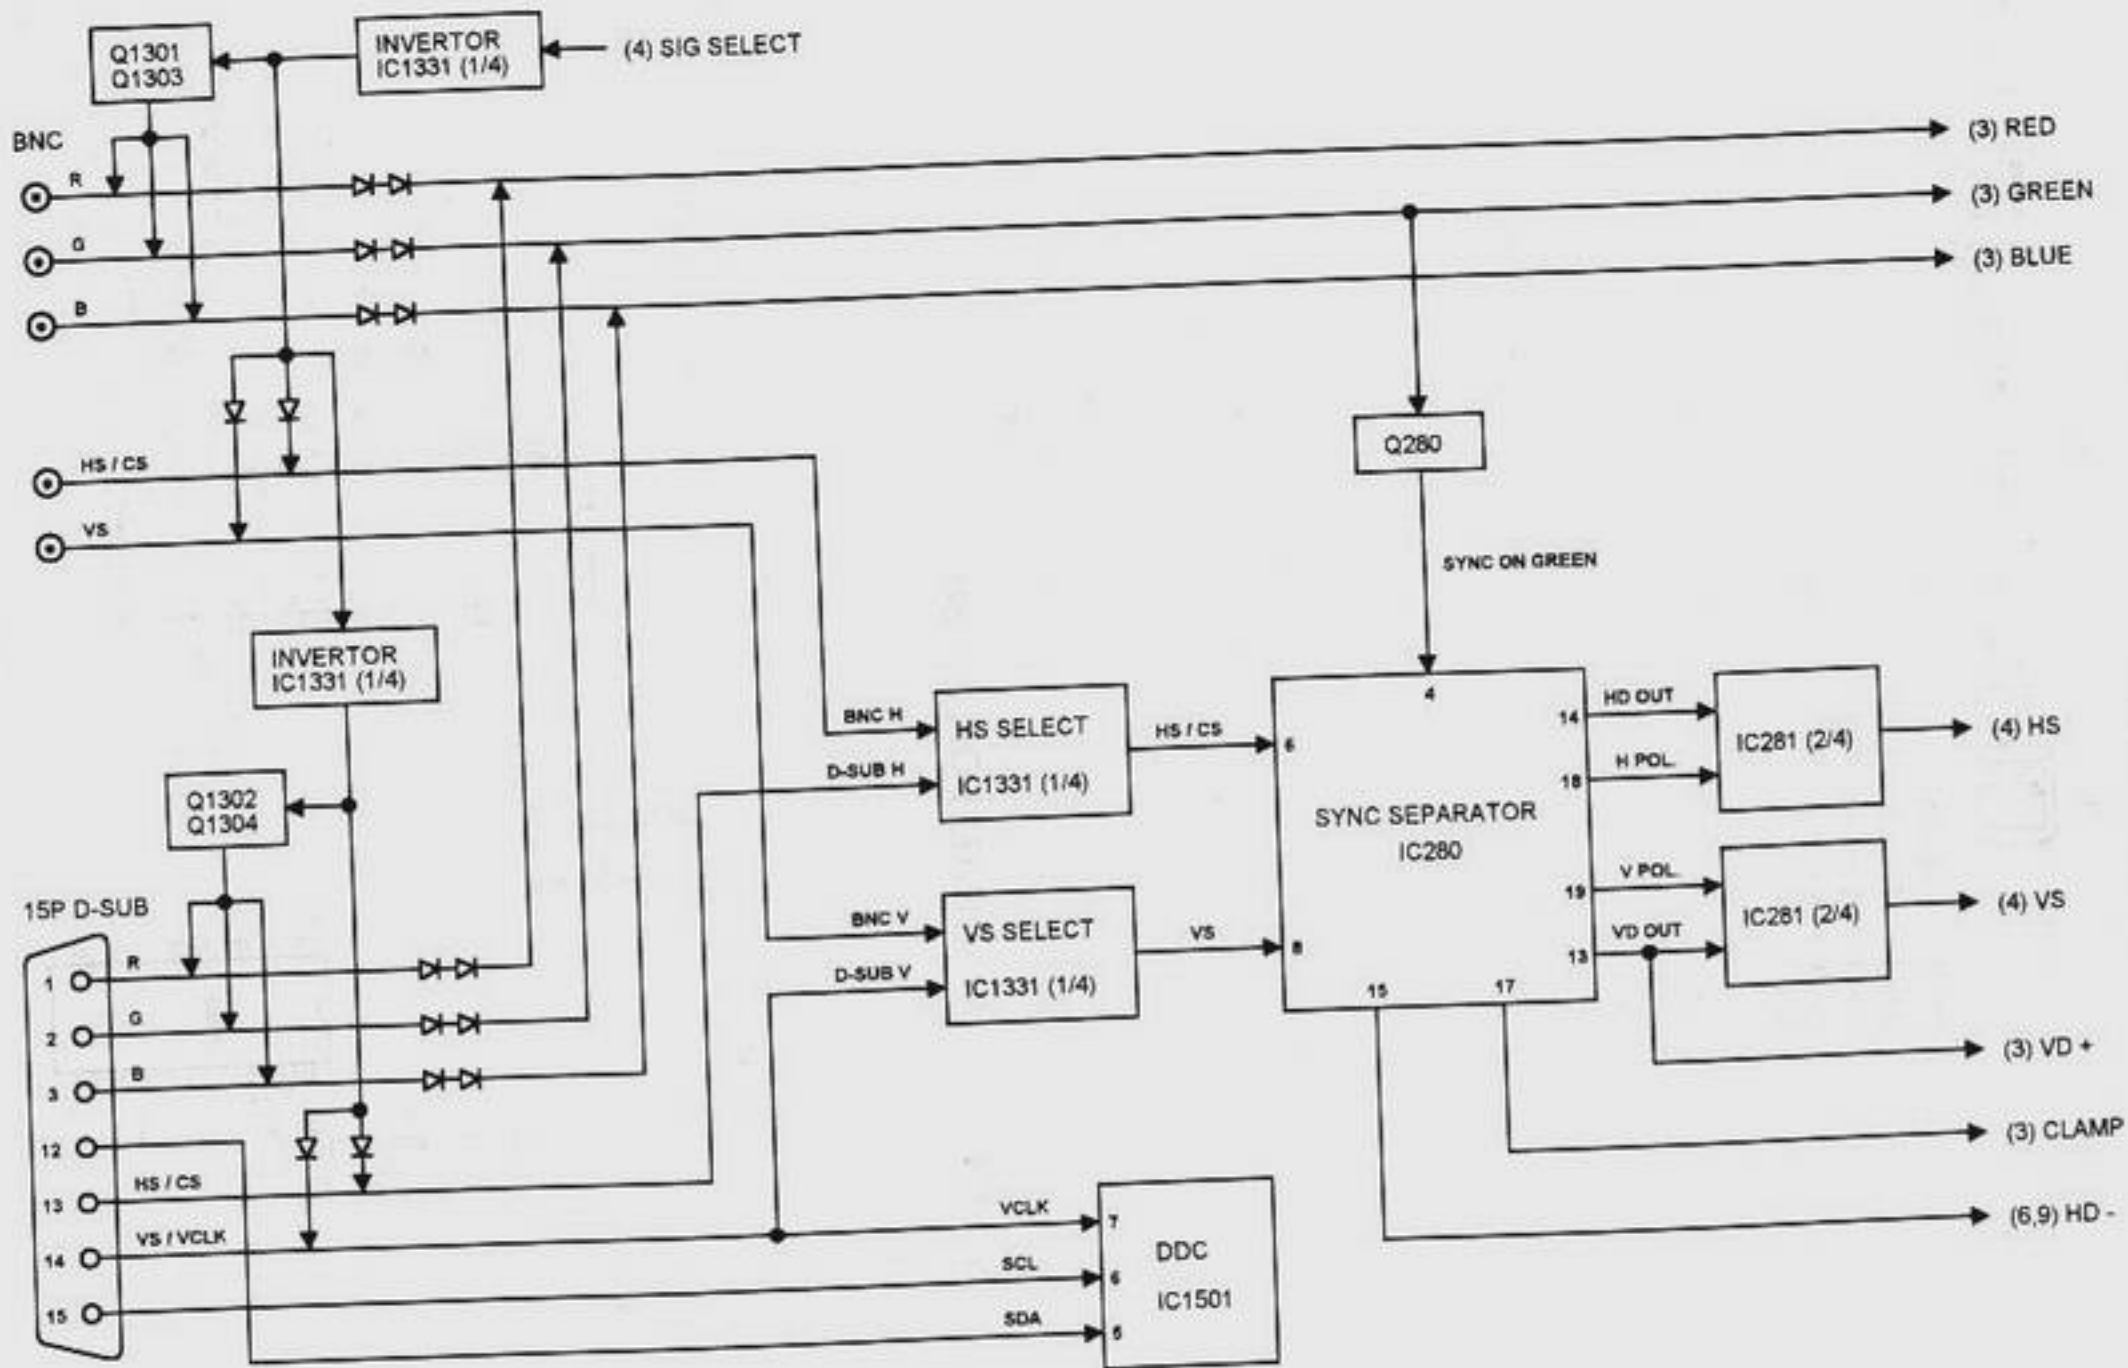 Q1301
Q1303
INVERTOR
IC1331 (1/4)
(4) SIG SELECT
BNC
R
G
B
(3) RED
(3) GREEN
(3) BLUE
HS / CS
VS
Q280
SYNC ON GREEN
INVERTOR
IC1331 (1/4)
Q1302
Q1304
BNC H
D-SUB H
HS SELECT
IC1331 (1/4)
HS / CS
BNC V
D-SUB V
VS SELECT
IC1331 (1/4)
VS
4
6
8
14
18
19
13
15
17
SYNC SEPARATOR
IC280
HD OUT
H POL.
IC281 (2/4)
(4) HS
V POL.
VD OUT
IC281 (2/4)
(4) VS
(3) VD +
(3) CLAMP
(6,9) HD -
15P D-SUB
1
R
2
G
3
B
12
13
HS / CS
14
VS / VCLK
15
VCLK
7
SCL
6
SDA
5
DDC
IC1501